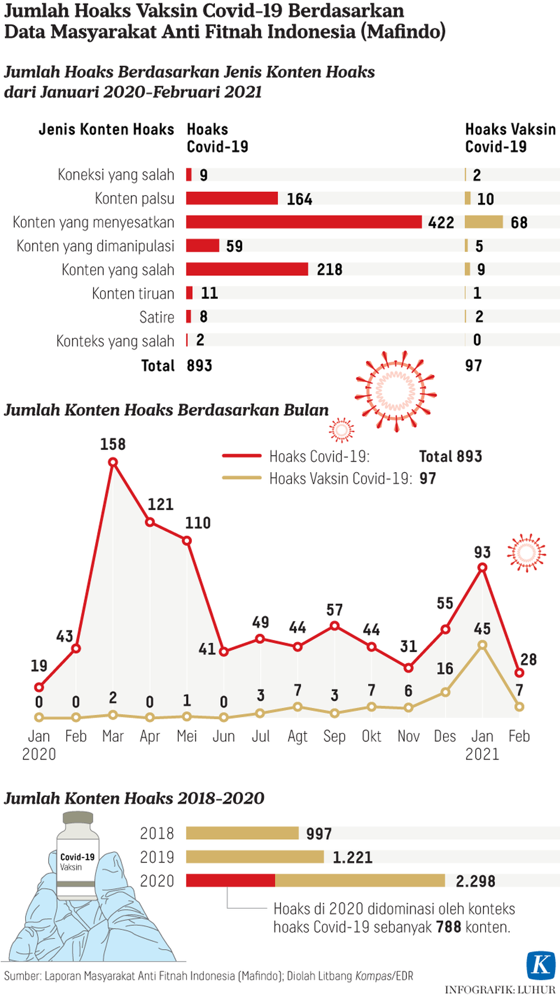 Jumlah Hoaks Vaksin Covid-19 Berdasarkan
Data Masyarakat Anti Fitnah Indonesia (Mafindo)
Jumlah Hoaks Berdasarkan Jenis Konten Hoaks
dari Januari 2020-Februari 2021
Jenis Konten Hoaks Hoaks Covid-19 Hoaks Vaksin Covid-19
Koneksi yang salah 9 2
Konten palsu 164 10
Konten yang menyesatkan 422 68
Konten yang dimanipulasi 59 5
Konten yang salah 218 9
Konten tiruan 11 1
Satire 8 2
Konteks yang salah 2 0
Total 893 97
Jumlah Konten Hoaks Berdasarkan Bulan
Hoaks Covid-19: Total 893
Hoaks Vaksin Covid-19: 97
19 43 158 121 110 41 49 44 57 44 31 55 93 28
0 0 2 0 1 0 3 7 3 7 6 16 45 7
Jan Feb Mar Apr Mei Jun Jul Agt Sep Okt Nov Des Jan Feb
2020 2021
Jumlah Konten Hoaks 2018-2020
Covid-19
Vaksin
2018 997
2019 1.221
2020 2.298
Hoaks di 2020 didominasi oleh konteks
hoaks Covid-19 sebanyak 788 konten.
Sumber: Laporan Masyarakat Anti Fitnah Indonesia (Mafindo); Diolah Litbang Kompas/EDR
K
INFOGRAFIK: LUHUR